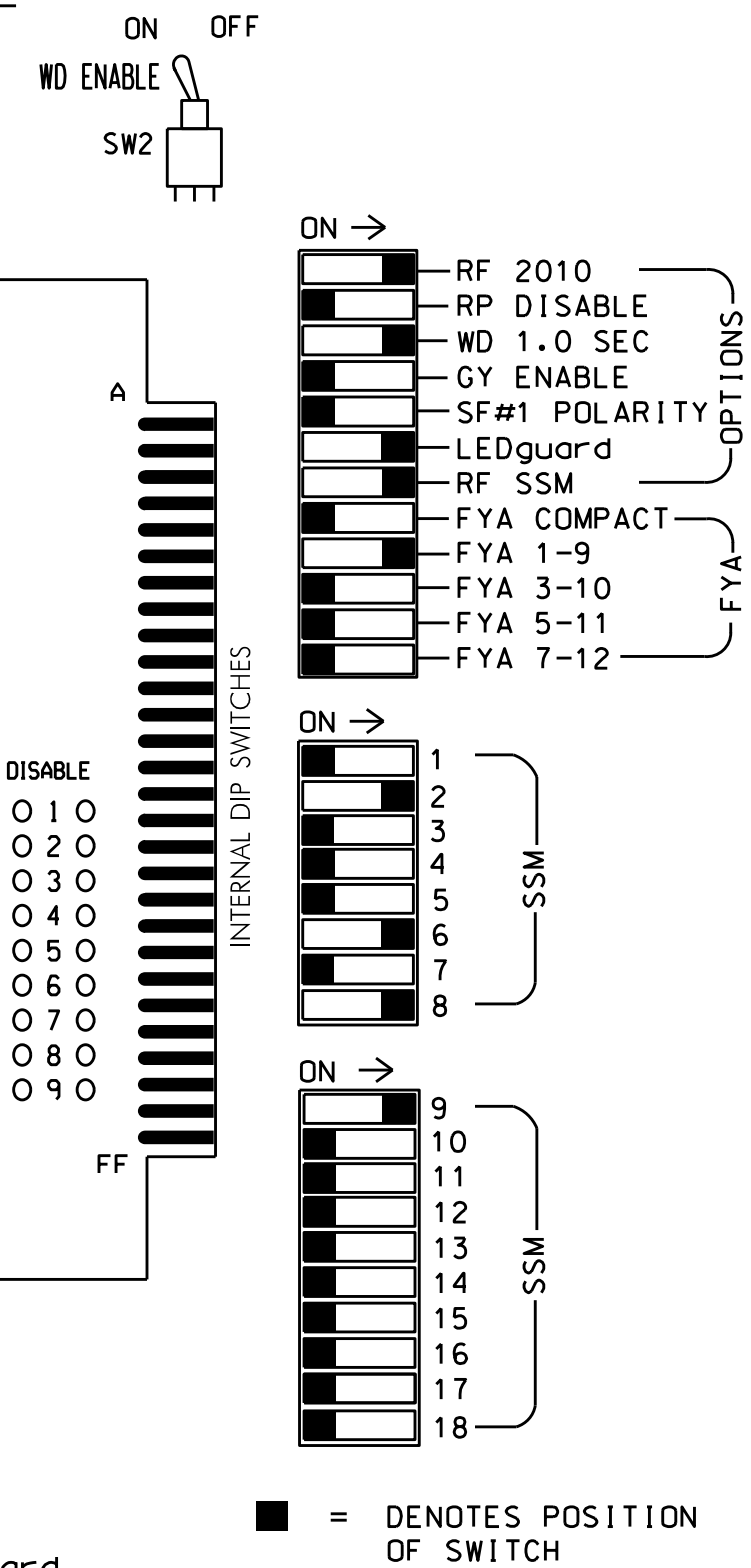 ON OFF
WD ENABLE
SW2
ON
RF 2010
RP DISABLE
WD 1.0 SEC
GY ENABLE
SF#1 POLARITY
LEDguard
RF SSM
OPTIONS
FYA COMPACT
FYA 1-9
FYA 3-10
FYA 5-11
FYA 7-12
FYA
A
FF
INTERNAL DIP SWITCHES
DISABLE
1
2
3
4
5
6
7
8
9
ON
1
2
3
4
5
6
7
8
SSM
ON
9
10
11
12
13
14
15
16
17
18
SSM
= DENOTES POSITION
OF SWITCH